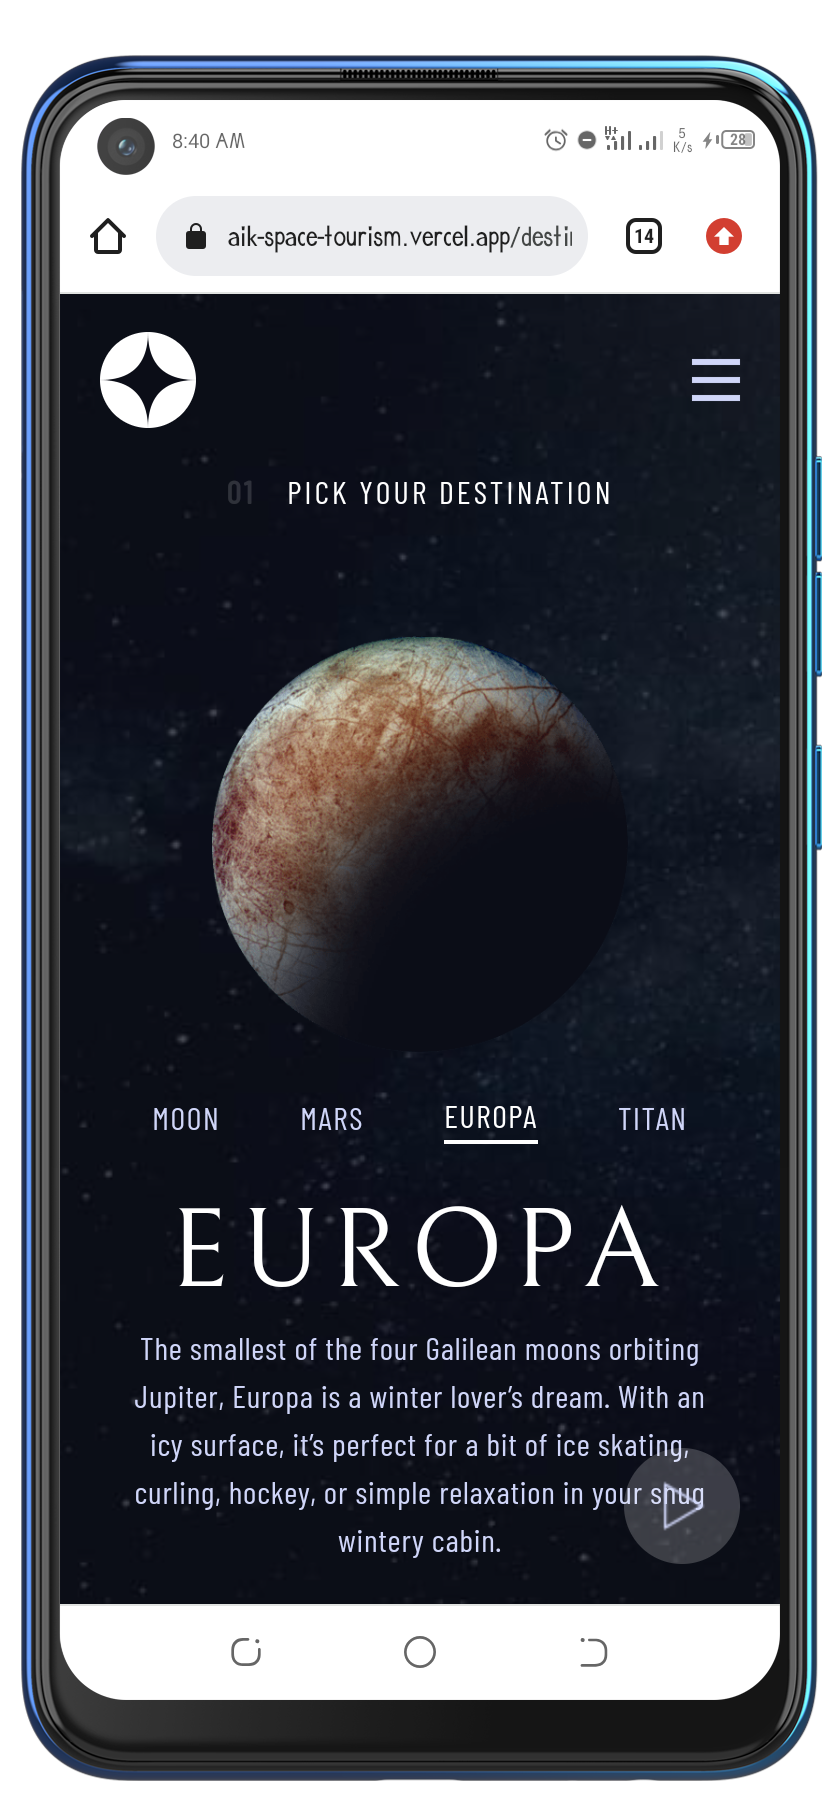 8:40 AM
H+
5
K/s
28
aik-space-tourism.vercel.app/destin
14
01 PICK YOUR DESTINATION
MOON MARS EUROPA TITAN
EUROPA
The smallest of the four Galilean moons orbiting
Jupiter, Europa is a winter lover’s dream. With an
icy surface, it’s perfect for a bit of ice skating,
curling, hockey, or simple relaxation in your snug
wintery cabin.